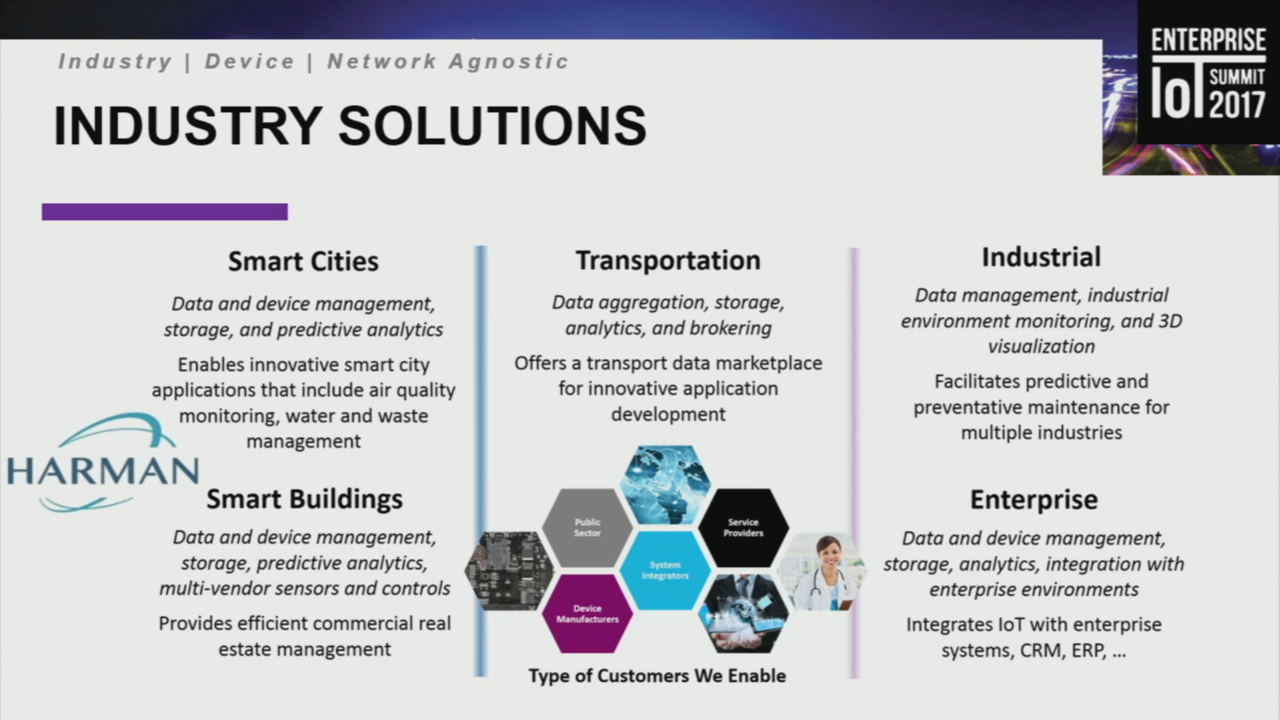 Industry | Device | Network Agnostic
INDUSTRY SOLUTIONS
ENTERPRISE
IoT SUMMIT
2017
Smart Cities
Data and device management,
storage, and predictive analytics
Enables innovative smart city
applications that include air quality
monitoring, water and waste
management
HARMAN
Smart Buildings
Data and device management,
storage, predictive analytics,
multi-vendor sensors and controls
Provides efficient commercial real
estate management
Transportation
Data aggregation, storage,
analytics, and brokering
Offers a transport data marketplace
for innovative application
development
Public
Sector
Service
Providers
System
Integrators
Device
Manufacturers
Type of Customers We Enable
Industrial
Data management, industrial
environment monitoring, and 3D
visualization
Facilitates predictive and
preventative maintenance for
multiple industries
Enterprise
Data and device management,
storage, analytics, integration with
enterprise environments
Integrates IoT with enterprise
systems, CRM, ERP, ...